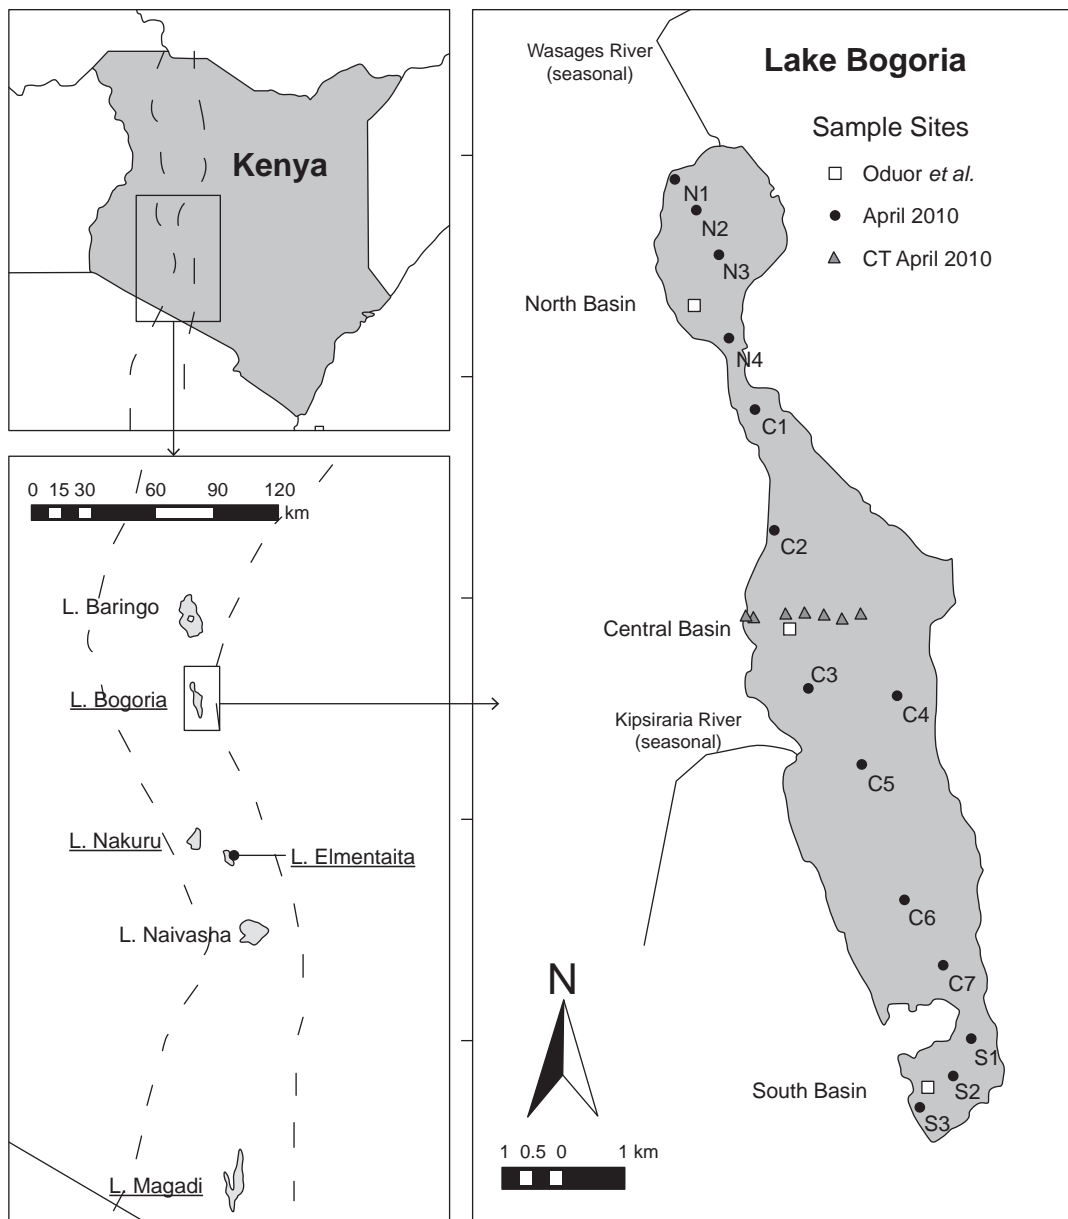 Kenya
0 15 30 60 90 120
km
L. Baringo
L. Bogoria
L. Nakuru
L. Elmentaita
L. Naivasha
L. Magadi
Lake Bogoria
Sample Sites
Oduor et al.
April 2010
CT April 2010
Wasages River
(seasonal)
N1
N2
N3
North Basin
N4
C1
C2
Central Basin
C3
C4
Kipsiraria River
(seasonal)
C5
C6
C7
S1
S2
South Basin
S3
N
1 0.5 0 1 km